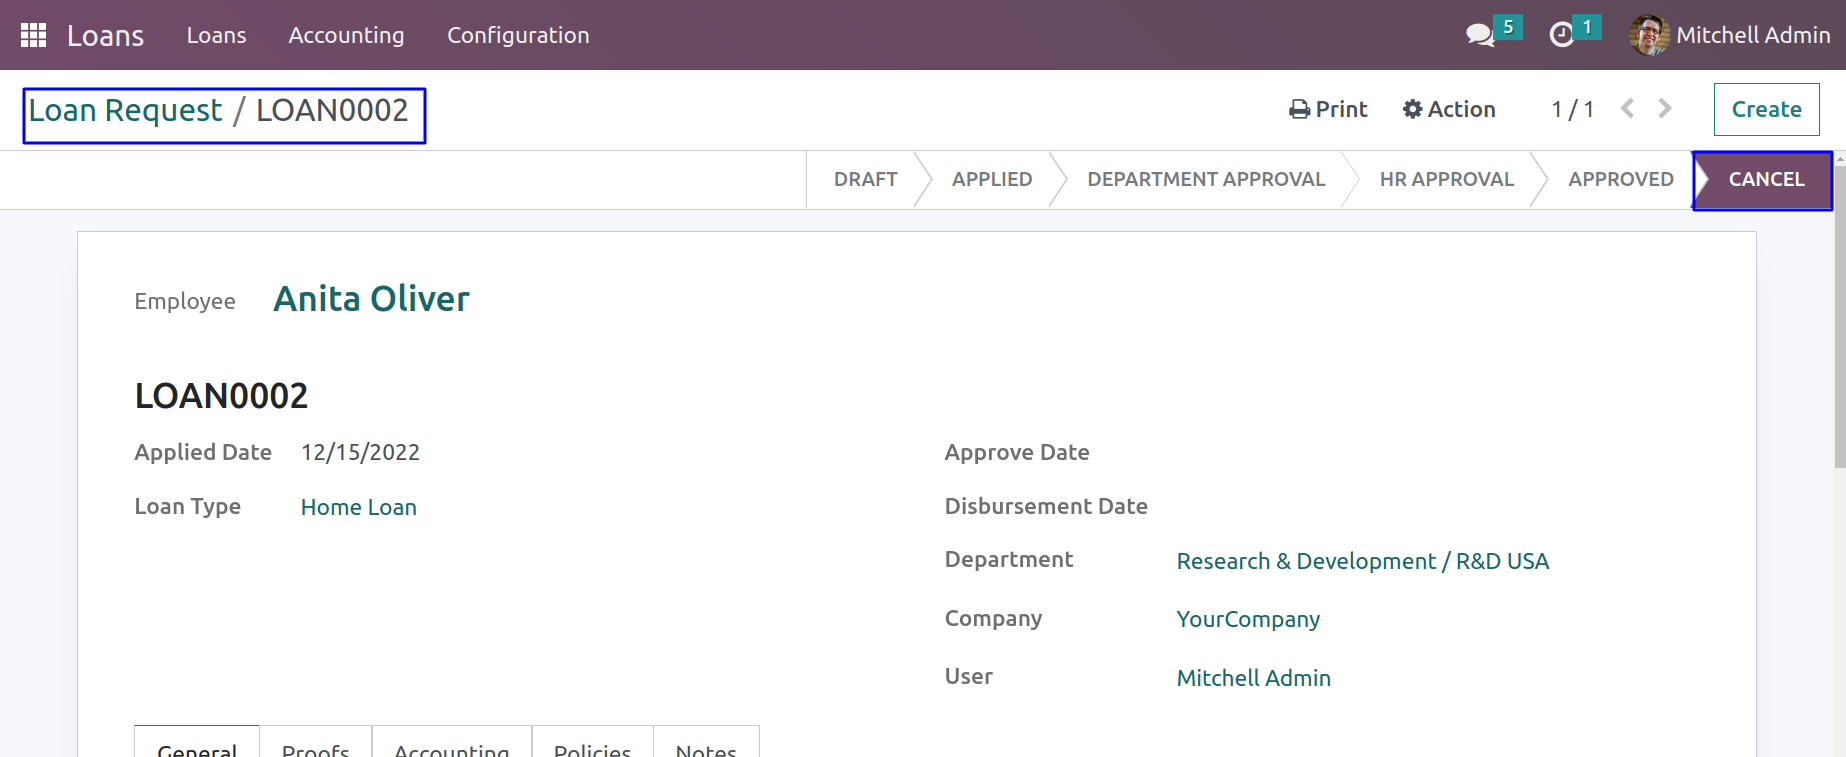 Loans Loans Accounting Configuration 5 1 Mitchell Admin
Loan Request / LOAN0002 Print Action 1 / 1 Create
DRAFT APPLIED DEPARTMENT APPROVAL HR APPROVAL APPROVED CANCEL
Employee Anita Oliver
LOAN0002
Applied Date 12/15/2022 Approve Date
Loan Type Home Loan Disbursement Date
Department Research & Development / R&D USA
Company YourCompany
User Mitchell Admin
General Proofs Accounting Policies Notes